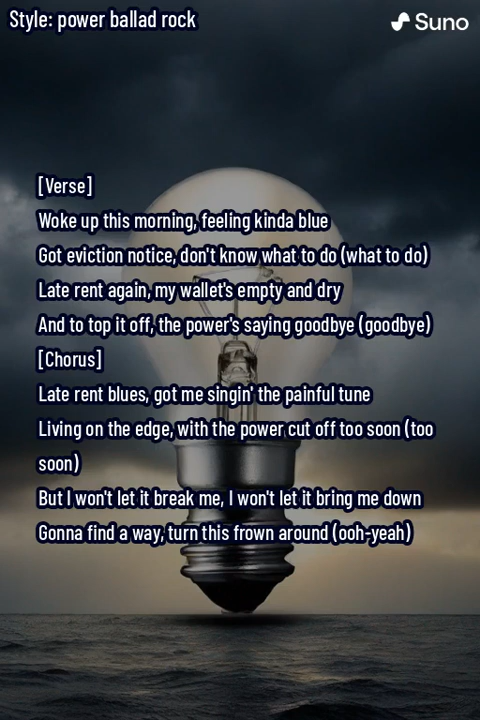 Style: power ballad rock
Suno
[Verse]
Woke up this morning, feeling kinda blue
Got eviction notice, don't know what to do (what to do)
Late rent again, my wallet's empty and dry
And to top it off, the power's saying goodbye (goodbye)
[Chorus]
Late rent blues, got me singin' the painful tune
Living on the edge, with the power cut off too soon (too
soon)
But I won't let it break me, I won't let it bring me down
Gonna find a way, turn this frown around (ooh-yeah)